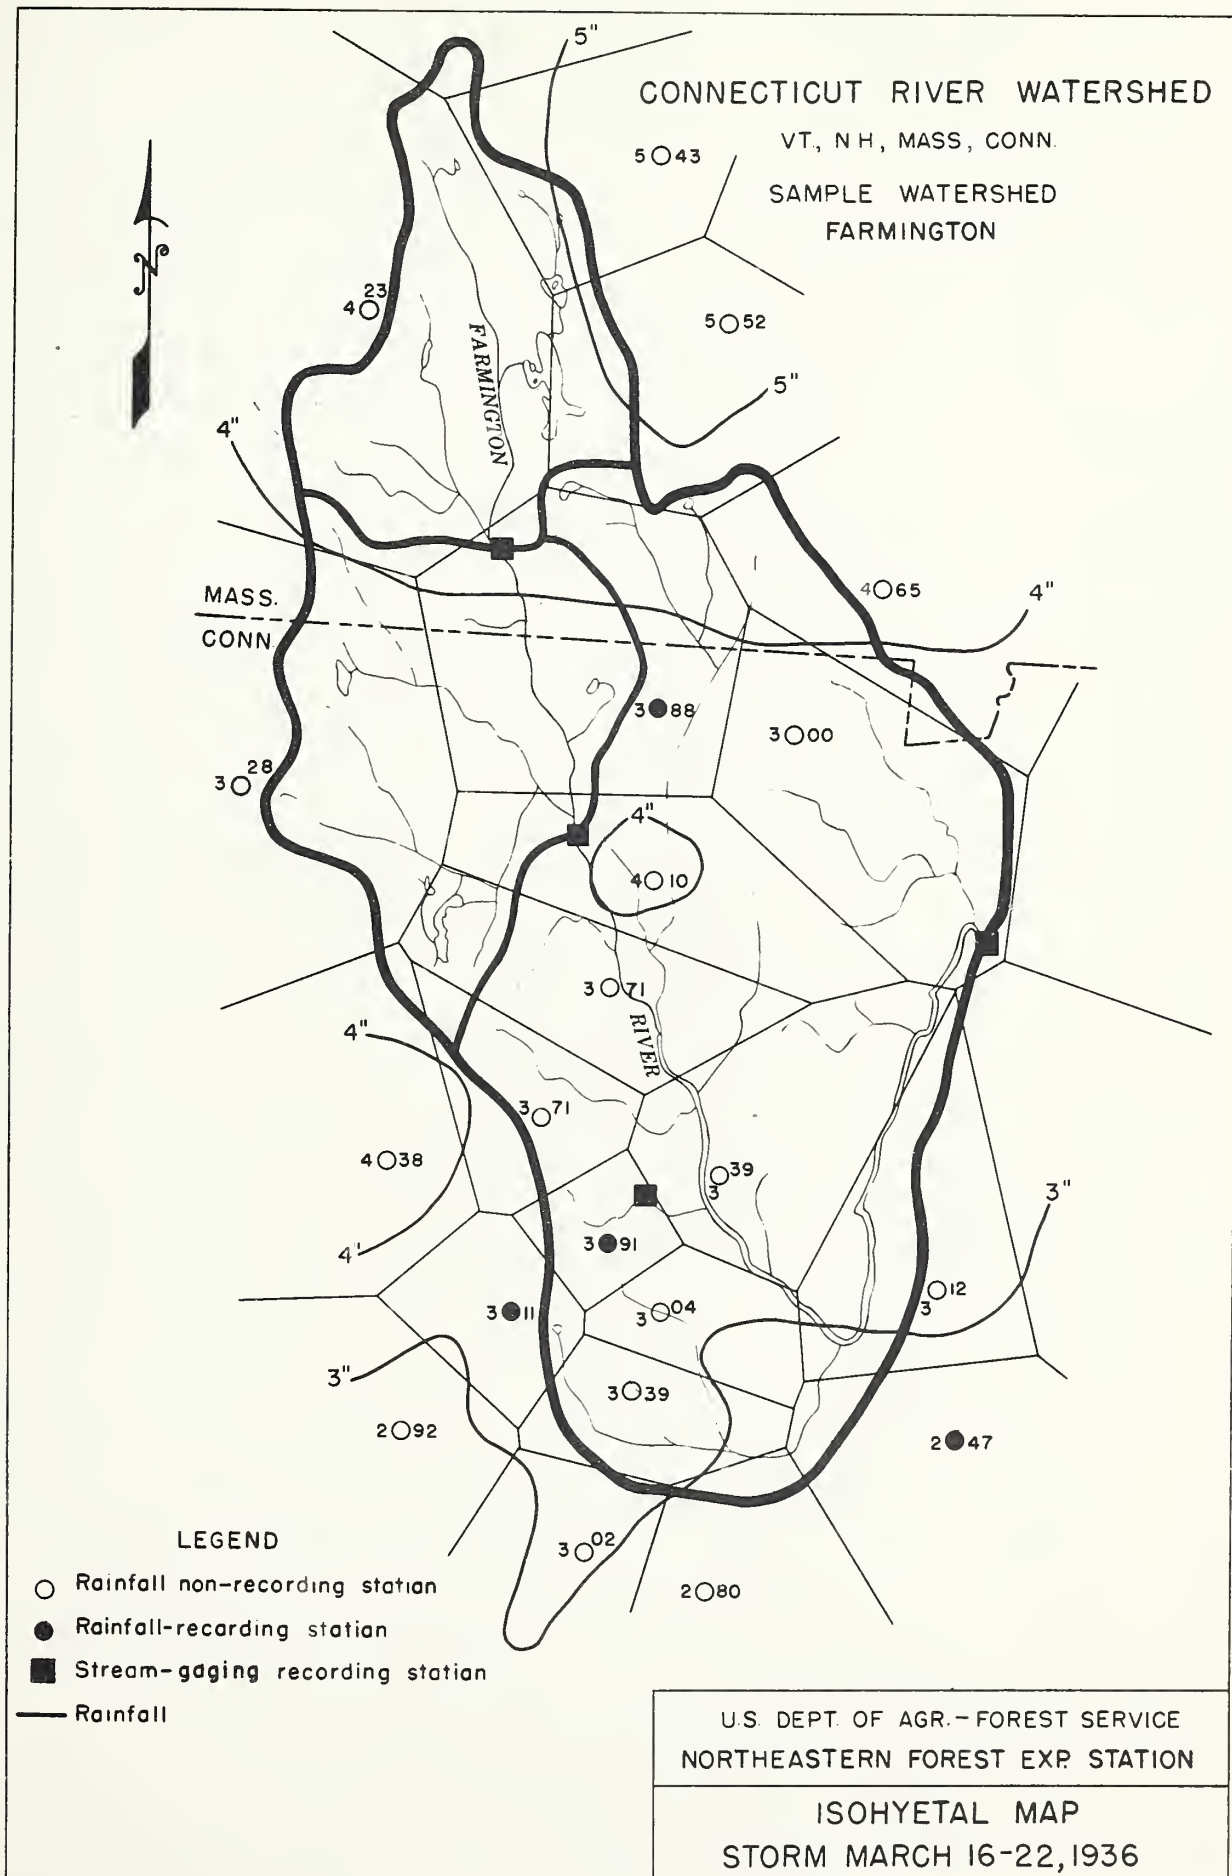 5"
CONNECTICUT RIVER WATERSHED
VT., N H, MASS, CONN.
5 43
SAMPLE WATERSHED
FARMINGTON
N
4 23
5 52
FARMINGTON
5"
4"
4 65
4"
MASS.
CONN.
3 88
3 00
3 28
4"
4 10
3 71
RIVER
4"
3 71
4 38
3 39
3"
4"
3 91
3 12
3 11
3 04
3"
3 39
2 92
2 47
3 02
2 80
LEGEND
Rainfall non-recording station
Rainfall-recarding station
Stream-gaging recording station
Rainfall
U.S. DEPT. OF AGR.-FOREST SERVICE
NORTHEASTERN FOREST EXP. STATION
ISOHYETAL MAP
STORM MARCH 16-22, 1936